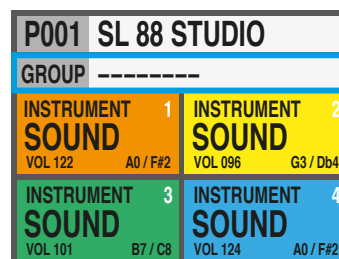 P001 SL 88 STUDIO
GROUP --------
INSTRUMENT 1
SOUND
VOL 122 A0 / F#2
INSTRUMENT 2
SOUND
VOL 096 G3 / Db4
INSTRUMENT 3
SOUND
VOL 101 B7 / C8
INSTRUMENT 4
SOUND
VOL 124 A0 / F#2